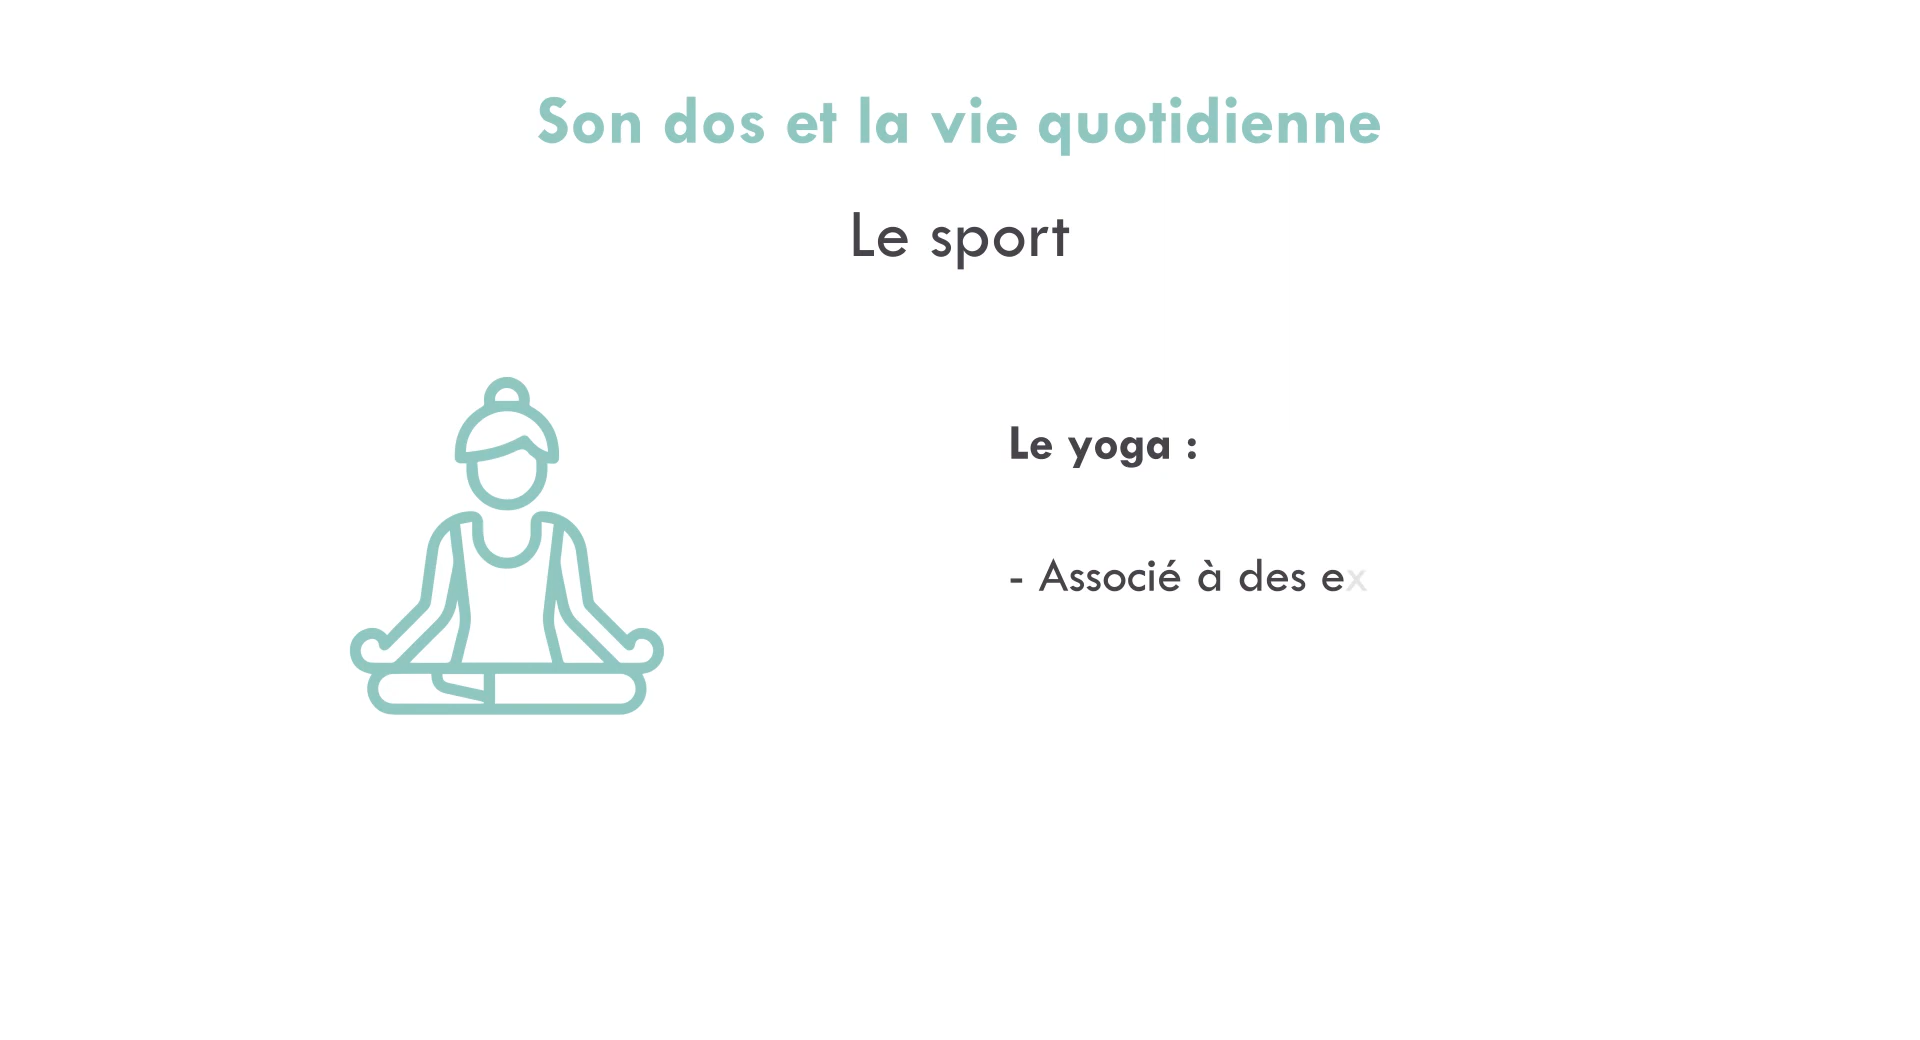 Son dos et la vie quotidienne
Le sport
Le yoga :
- Associé à des ex